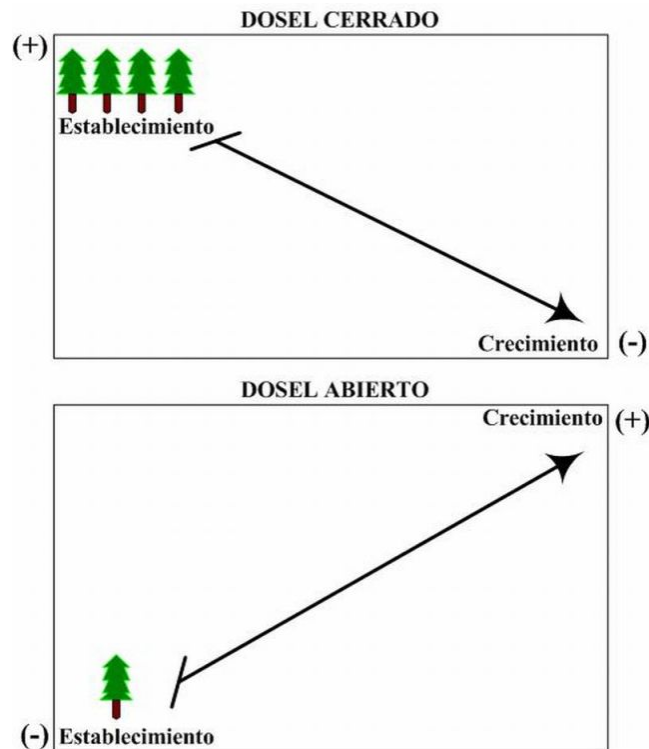 DOSEL CERRADO
(+)
Establecimiento
Crecimiento (-)
DOSEL ABIERTO
Crecimiento (+)
(-) Establecimiento